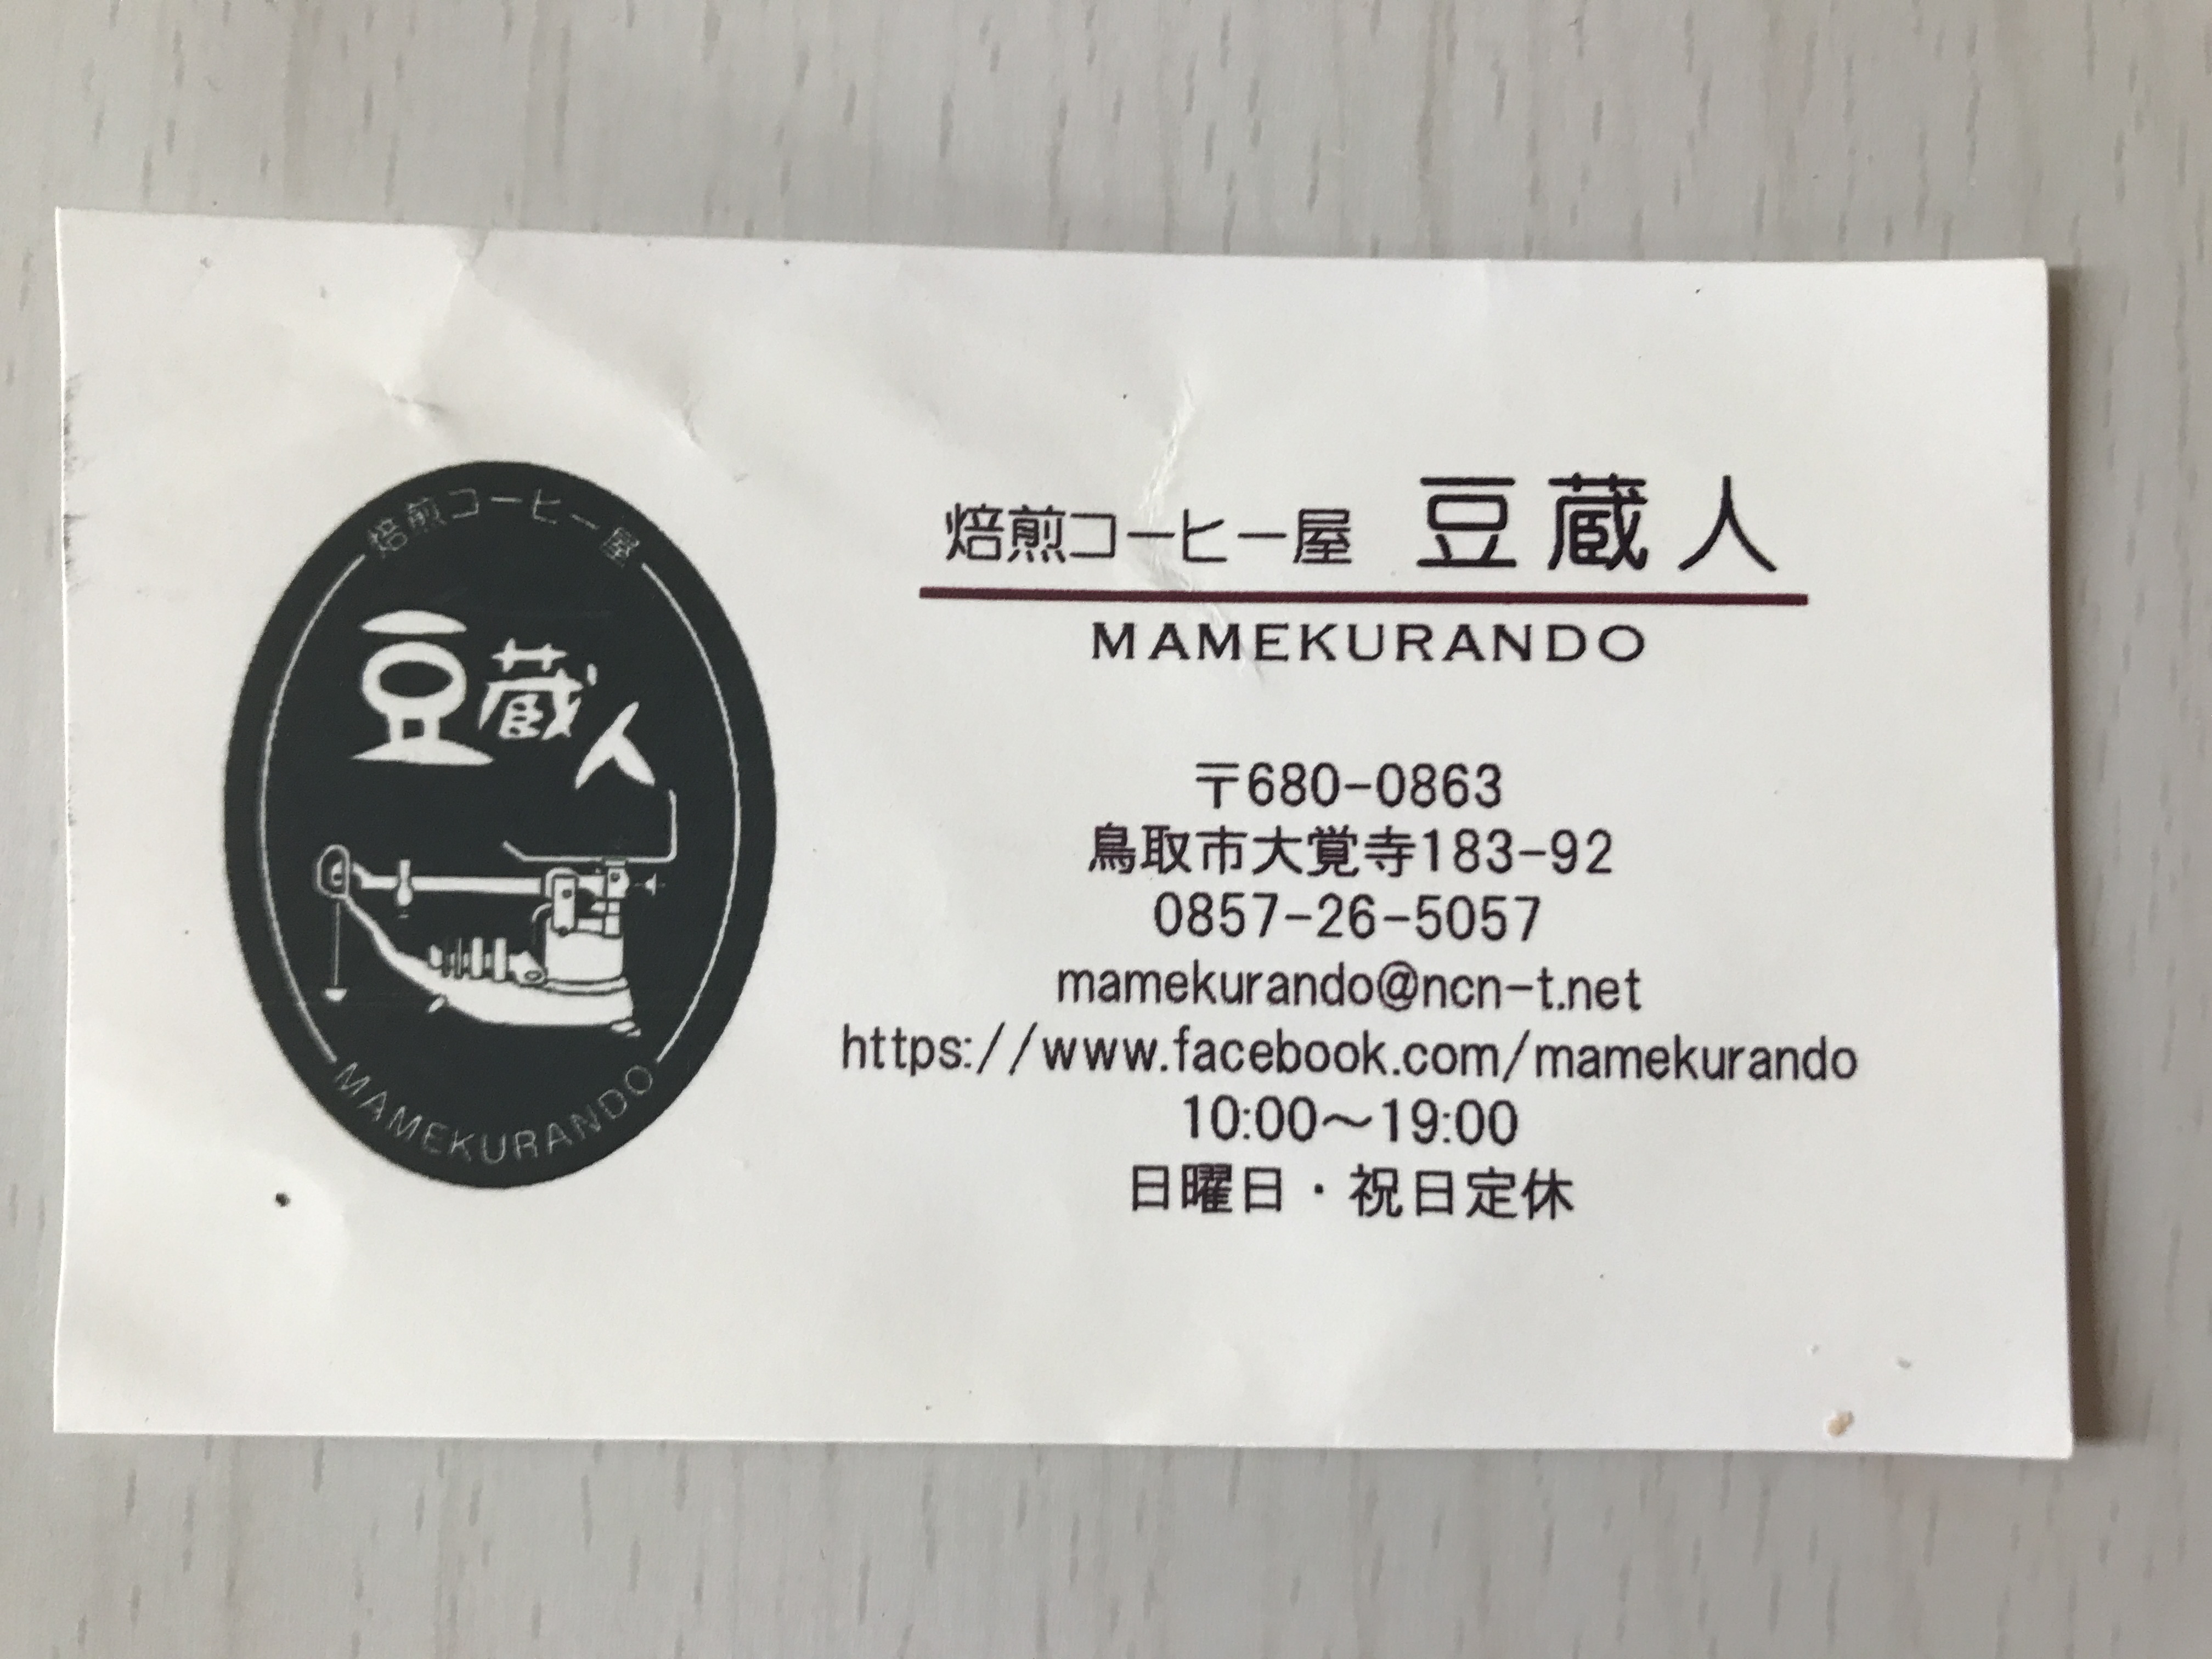 焙煎コーヒー屋
豆蔵人
MAMEKURANDO
焙煎コーヒー屋 豆蔵人
MAMEKURANDO
〒680-0863
鳥取市大覚寺183-92
0857-26-5057
mamekurando@ncn-t.net
https://www.facebook.com/mamekurando
10:00～19:00
日曜日・祝日定休